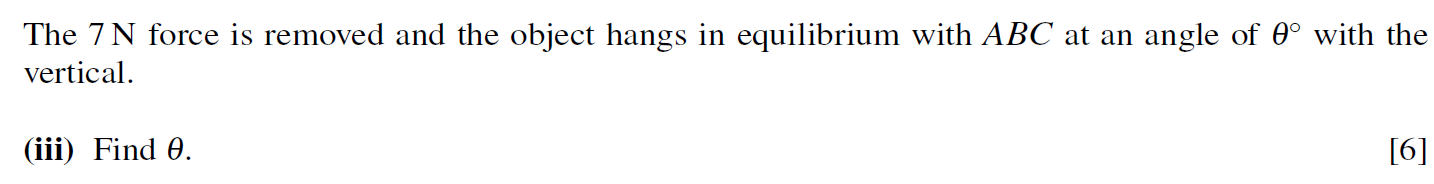 The 7 N force is removed and the object hangs in equilibrium with ABC at an angle of θ° with the
vertical.
(iii) Find θ. [6]